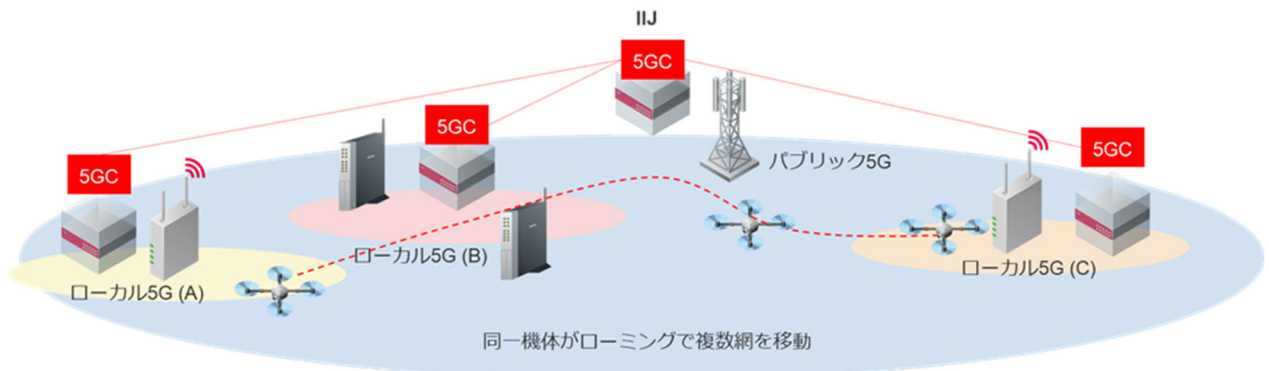 IIJ
5GC
5GC
5GC
5GC
パブリック5G
ローカル5G (B)
ローカル5G (C)
ローカル5G (A)
同一機体がローミングで複数網を移動